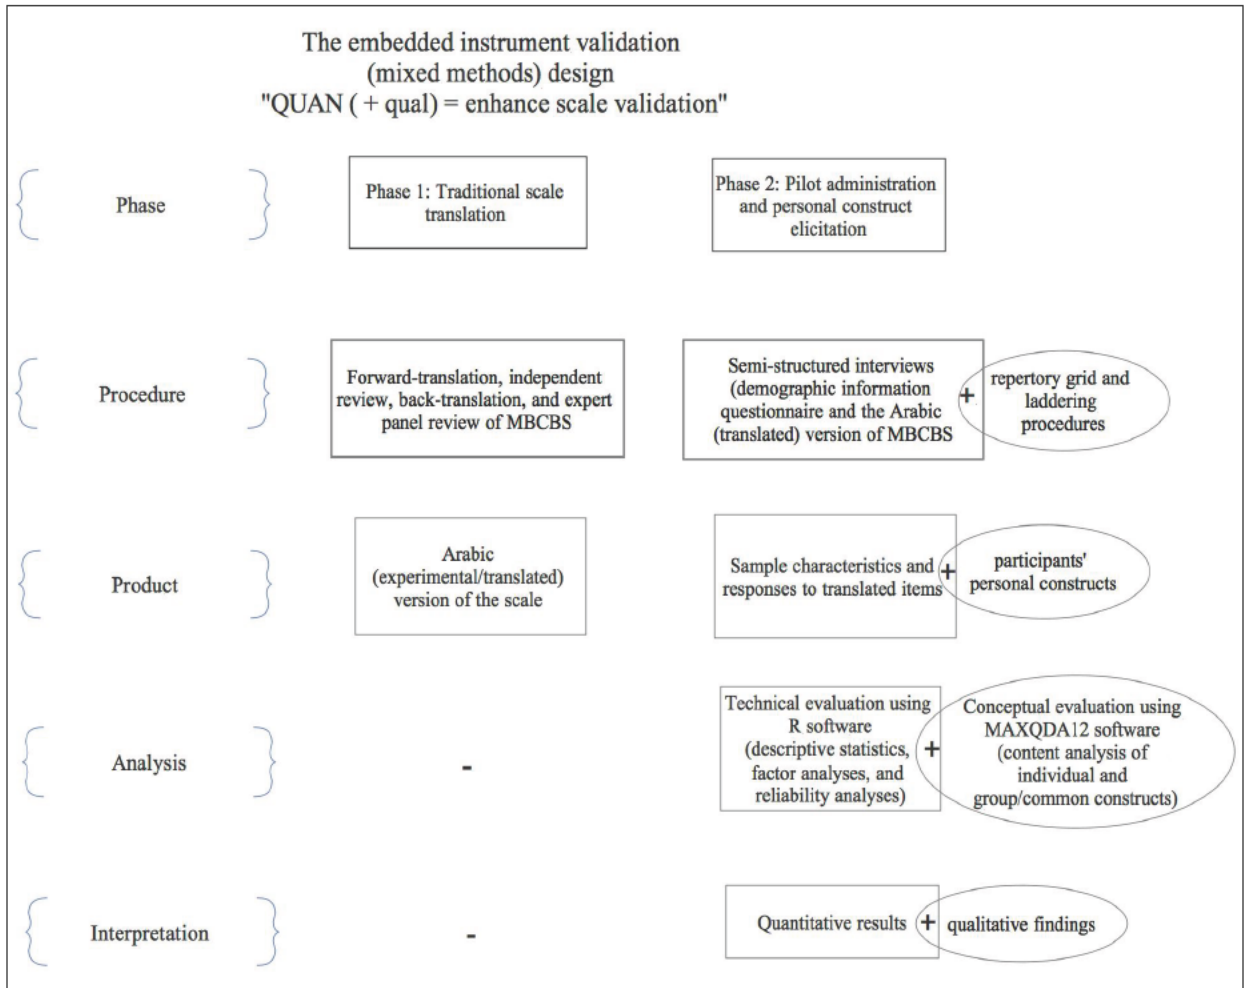 The embedded instrument validation
(mixed methods) design
"QUAN ( + qual) = enhance scale validation"
Phase
Phase 1: Traditional scale
translation
Phase 2: Pilot administration
and personal construct
elicitation
Procedure
Forward-translation, independent
review, back-translation, and expert
panel review of MBCBS
Semi-structured interviews
(demographic information
questionnaire and the Arabic
(translated) version of MBCBS
+
repertory grid and
laddering
procedures
Product
Arabic
(experimental/translated)
version of the scale
Sample characteristics and
responses to translated items
+
participants'
personal constructs
Analysis
-
Technical evaluation using
R software
(descriptive statistics,
factor analyses, and
reliability analyses)
+
Conceptual evaluation using
MAXQDA12 software
(content analysis of
individual and
group/common constructs)
Interpretation
-
Quantitative results
+
qualitative findings